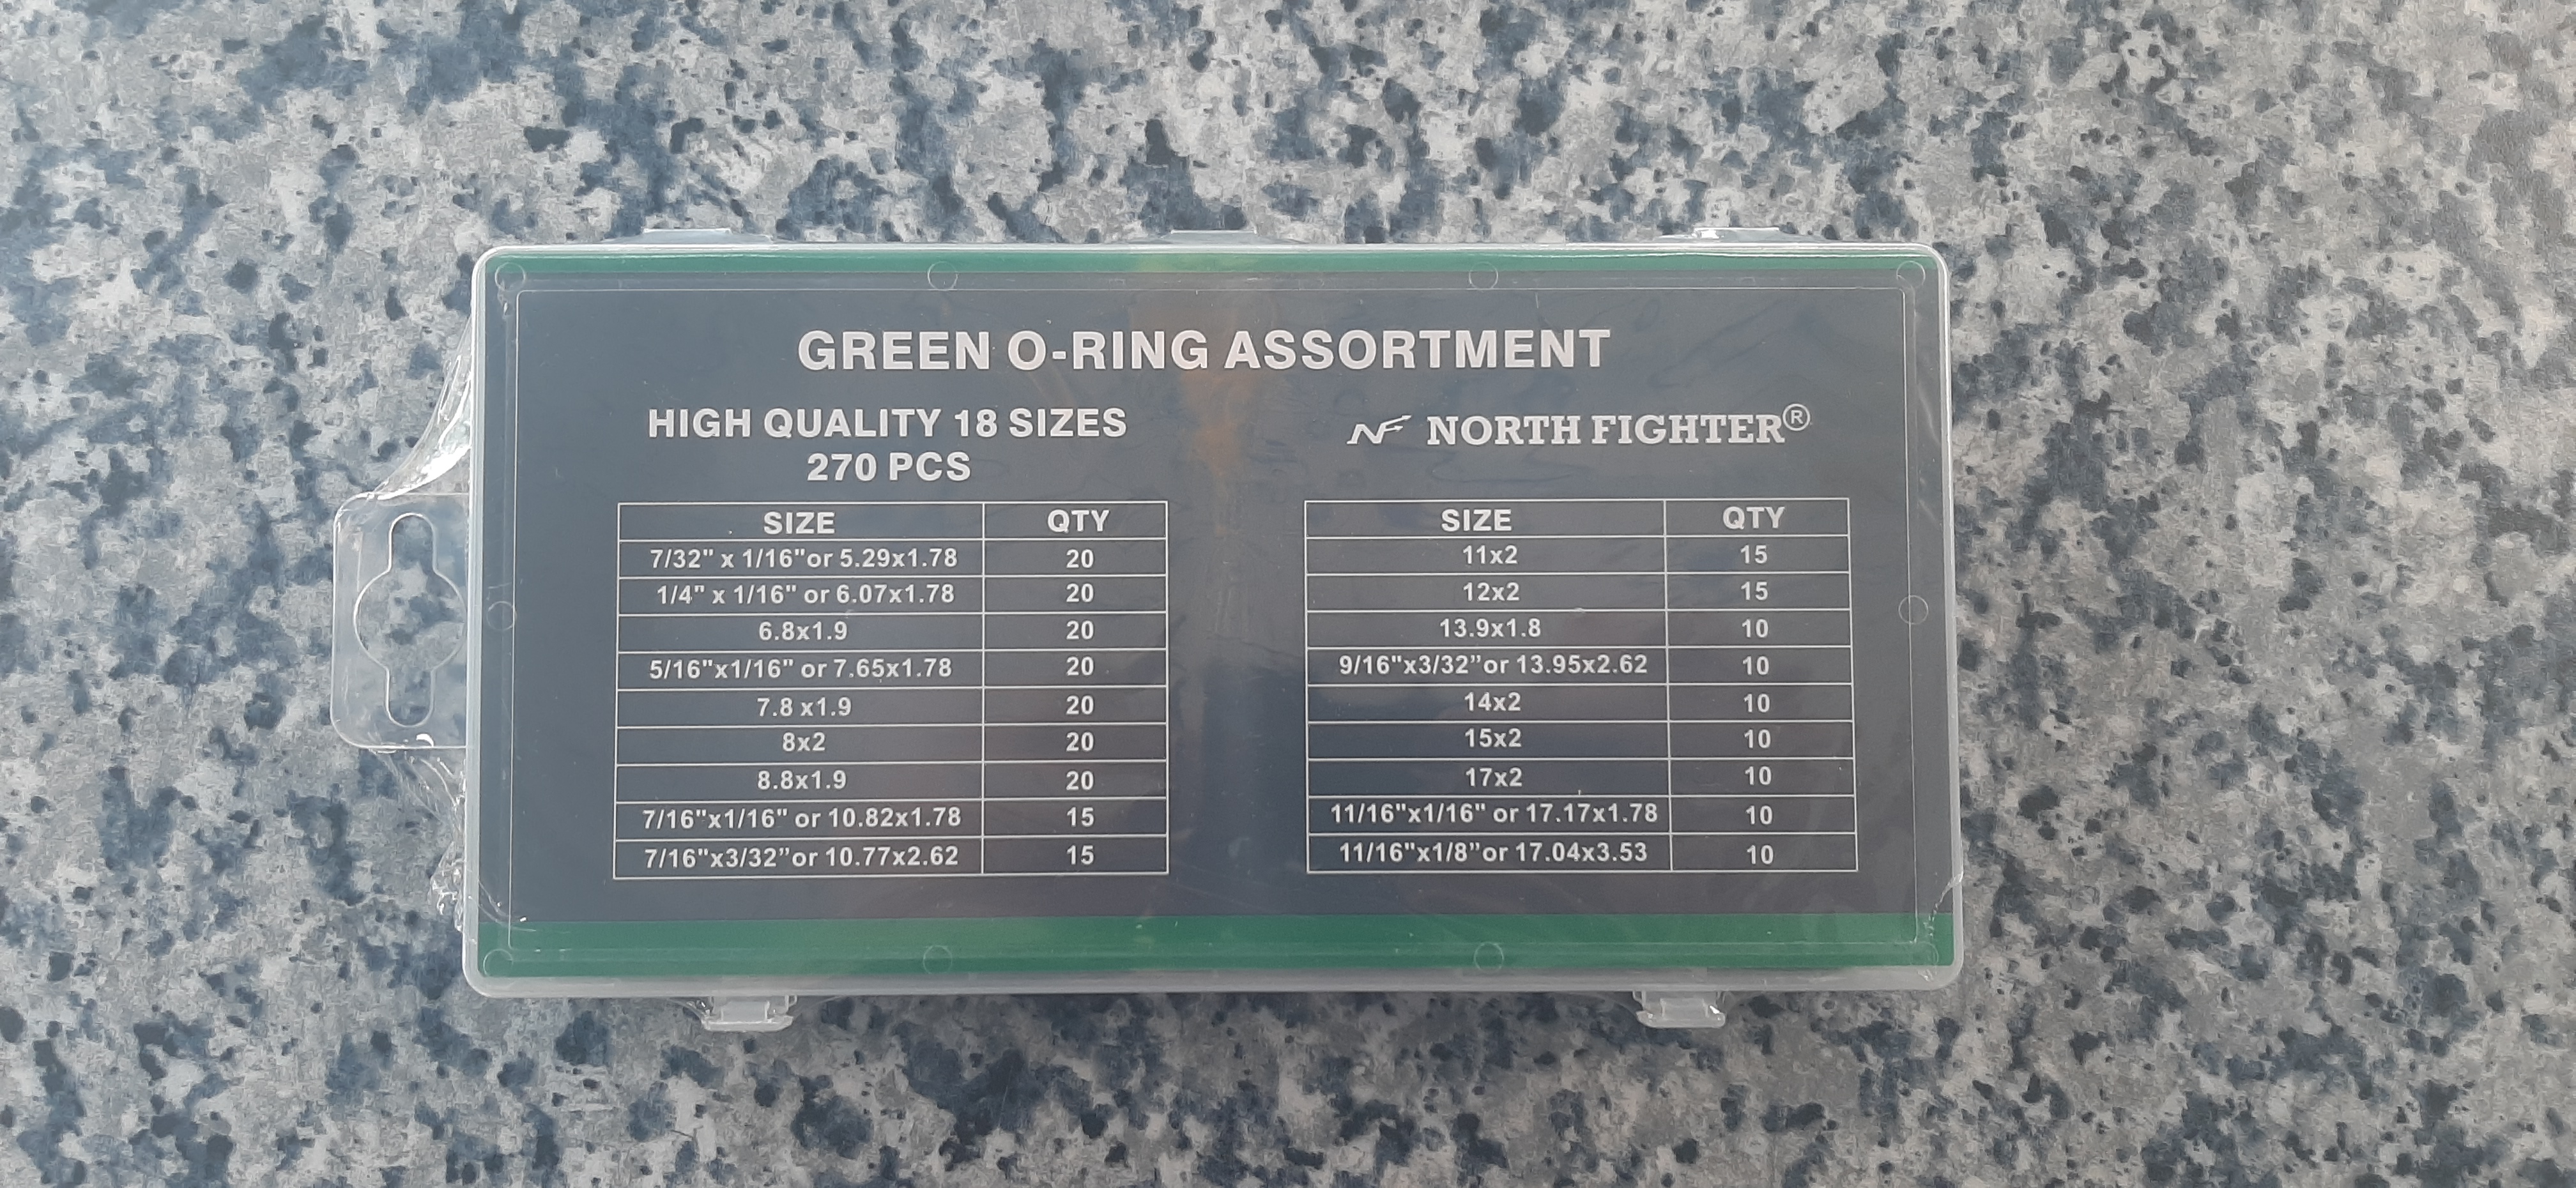 GREEN O-RING ASSORTMENT
HIGH QUALITY 18 SIZES
270 PCS
SIZE QTY
7/32" x 1/16"or 5.29x1.78 20
1/4" x 1/16" or 6.07x1.78 20
6.8x1.9 20
5/16"x1/16" or 7.65x1.78 20
7.8 x1.9 20
8x2 20
8.8x1.9 20
7/16"x1/16" or 10.82x1.78 15
7/16"x3/32”or 10.77x2.62 15
NF NORTH FIGHTER®
SIZE QTY
11x2 15
12x2 15
13.9x1.8 10
9/16"x3/32”or 13.95x2.62 10
14x2 10
15x2 10
17x2 10
11/16"x1/16" or 17.17x1.78 10
11/16"x1/8”or 17.04x3.53 10